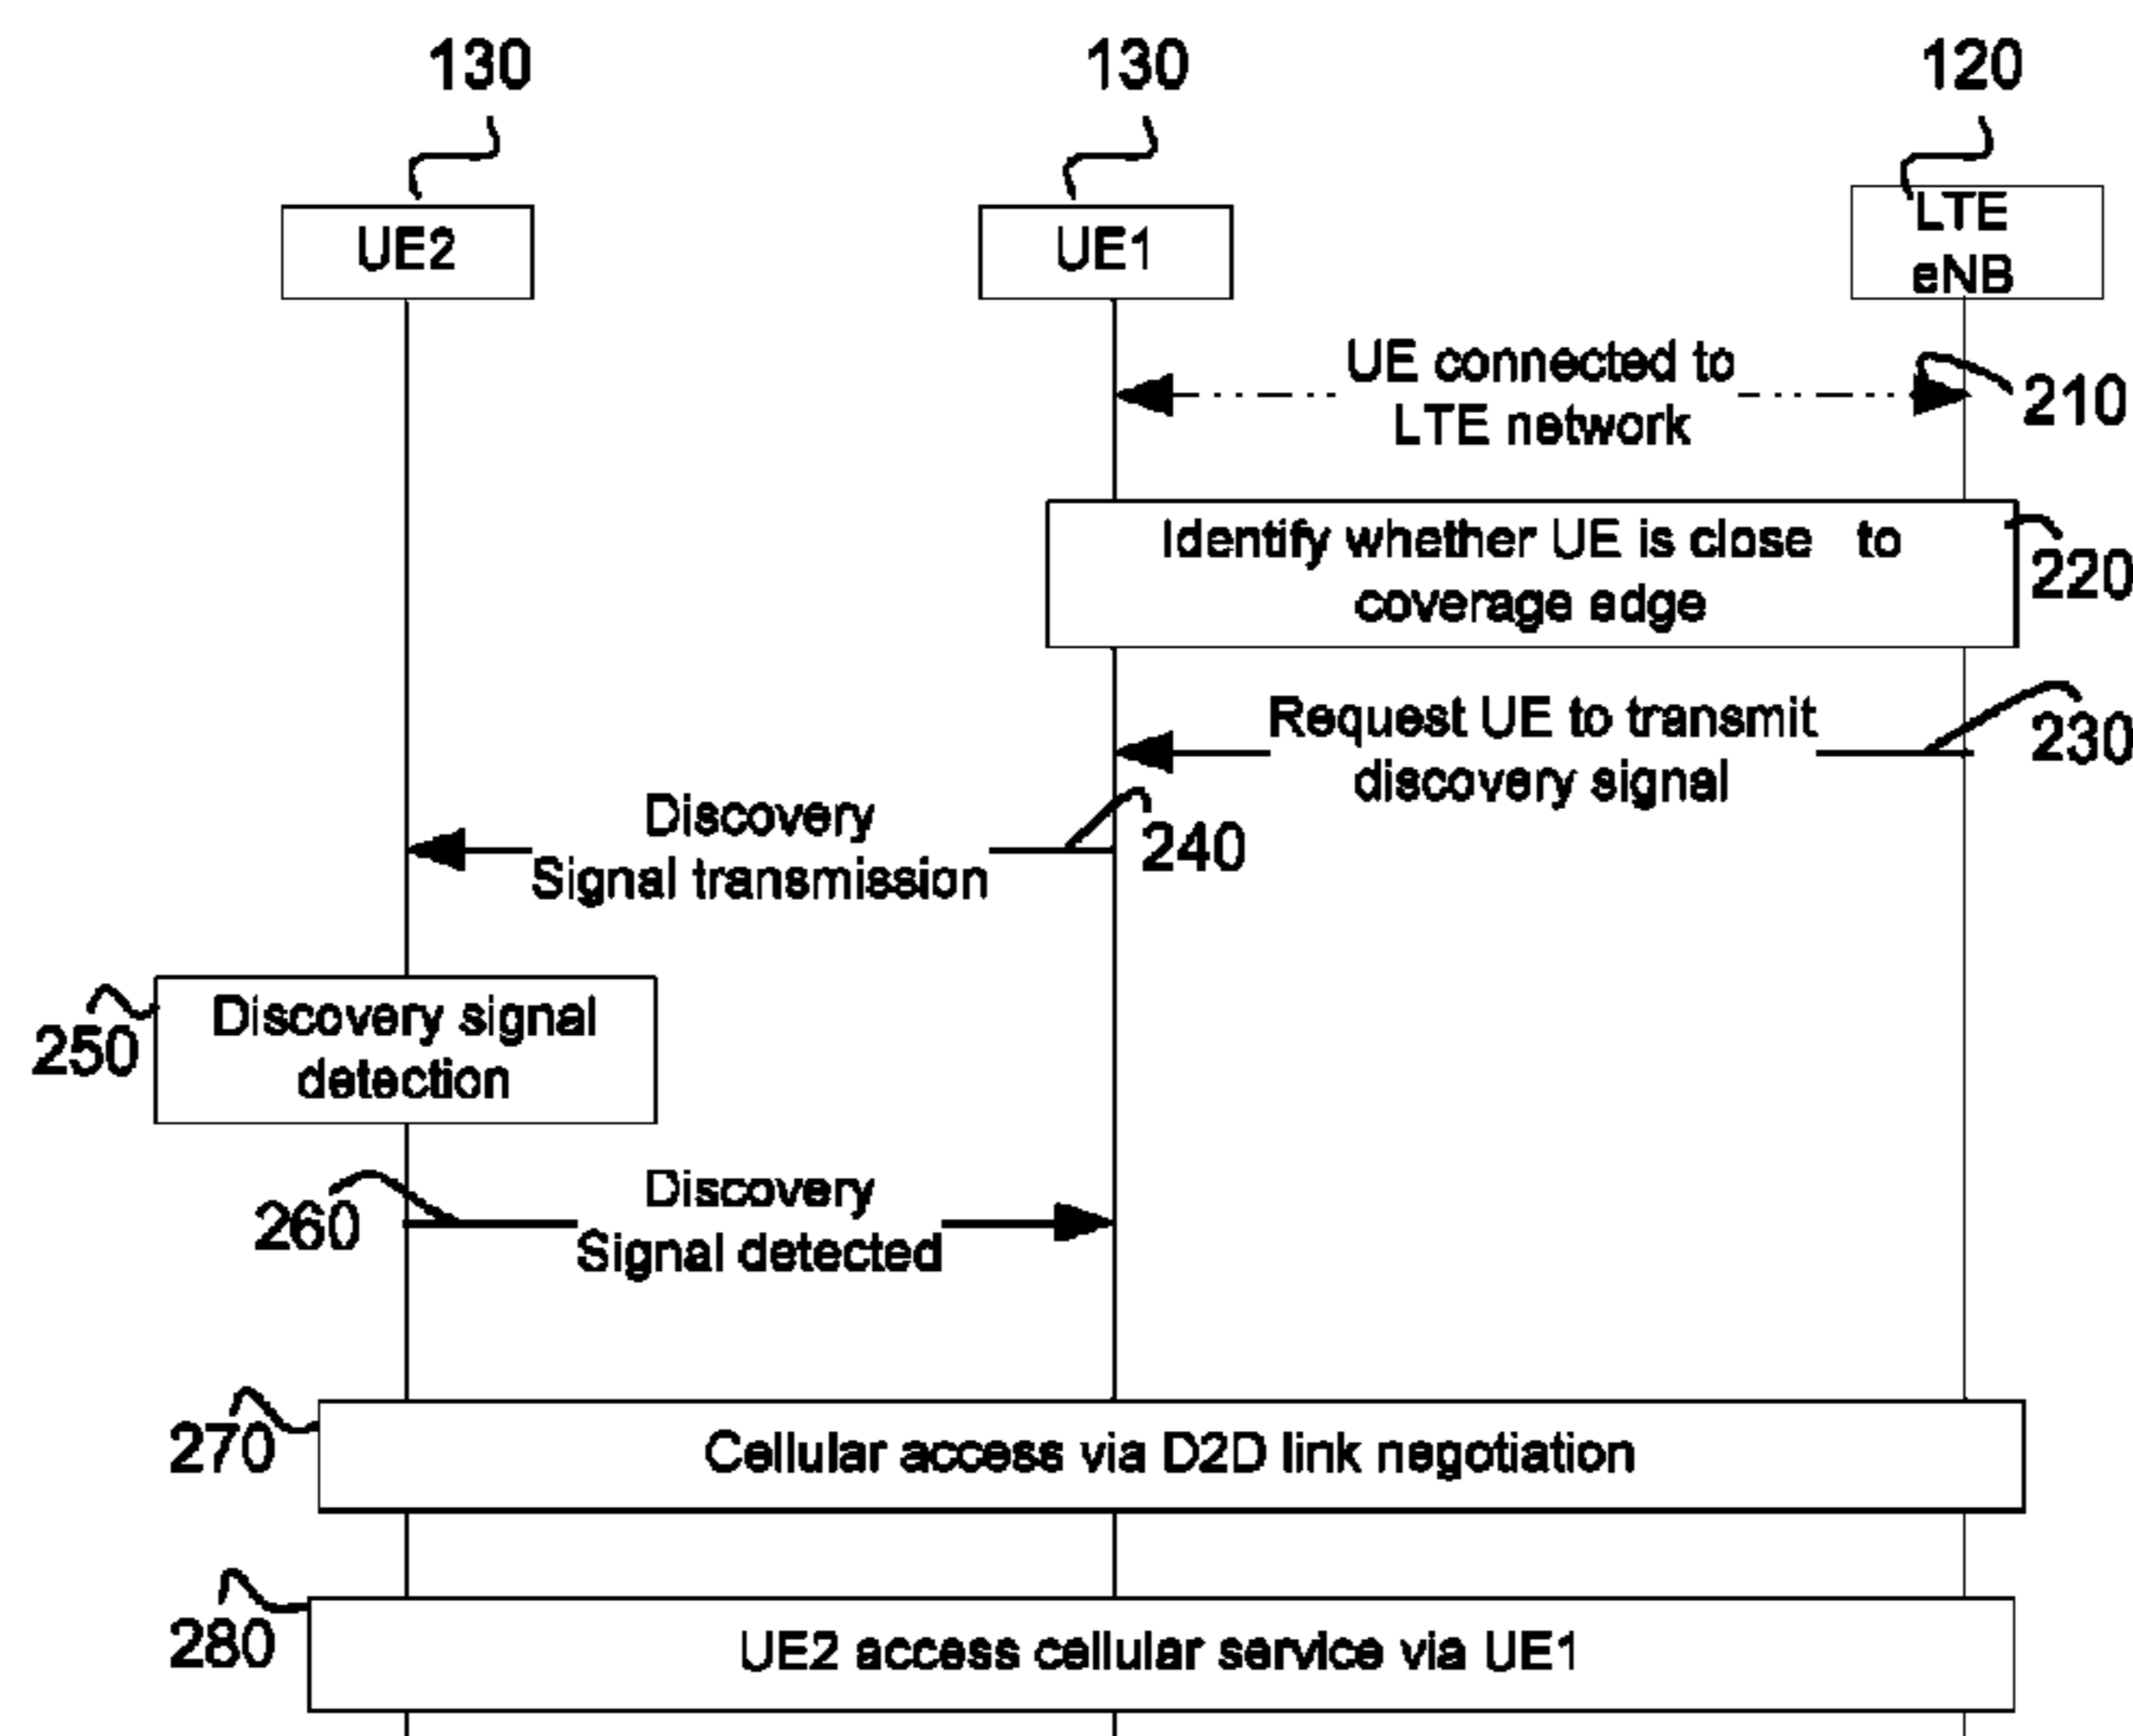 130
130
120
UE2
UE1
LTE
eNB
UE connected to
LTE network
210
Identify whether UE is close to
coverage edge
220
Request UE to transmit
discovery signal
230
Discovery
Signal transmission
240
Discovery signal
detection
250
Discovery
Signal detected
260
270
Cellular access via D2D link negotiation
280
UE2 access cellular service via UE1